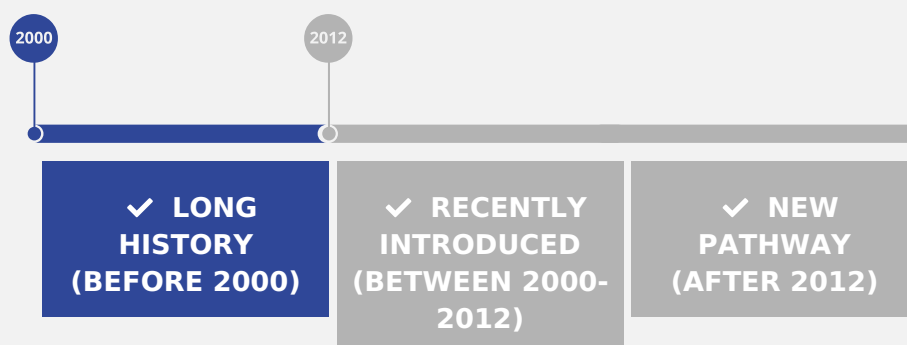 2000
2012
✓ LONG
HISTORY
(BEFORE 2000)
✓ RECENTLY
INTRODUCED
(BETWEEN 2000-
2012)
✓ NEW
PATHWAY
(AFTER 2012)